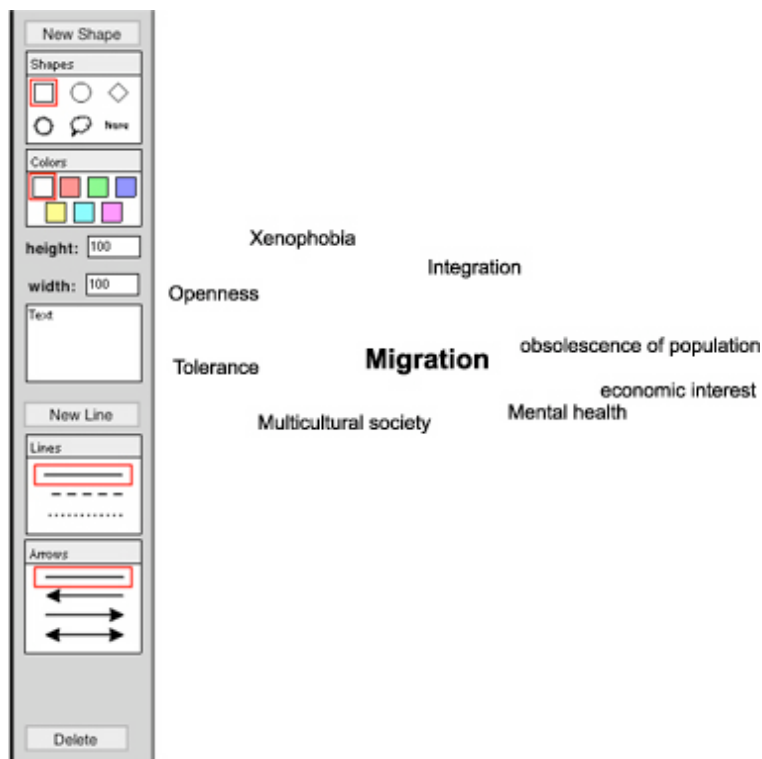 New Shape
Shapes
None
Colors
height: 100
width: 100
Text
New Line
Lines
Arrows
Delete
Xenophobia
Integration
Openness
obsolescence of population
Migration
Tolerance
economic interest
Mental health
Multicultural society